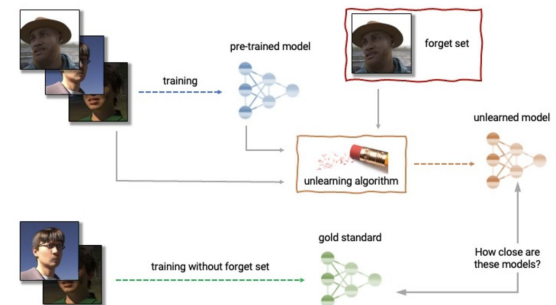 pre-trained model
forget set
training
unlearned model
unlearning algorithm
gold standard
How close are
these models?
training without forget set